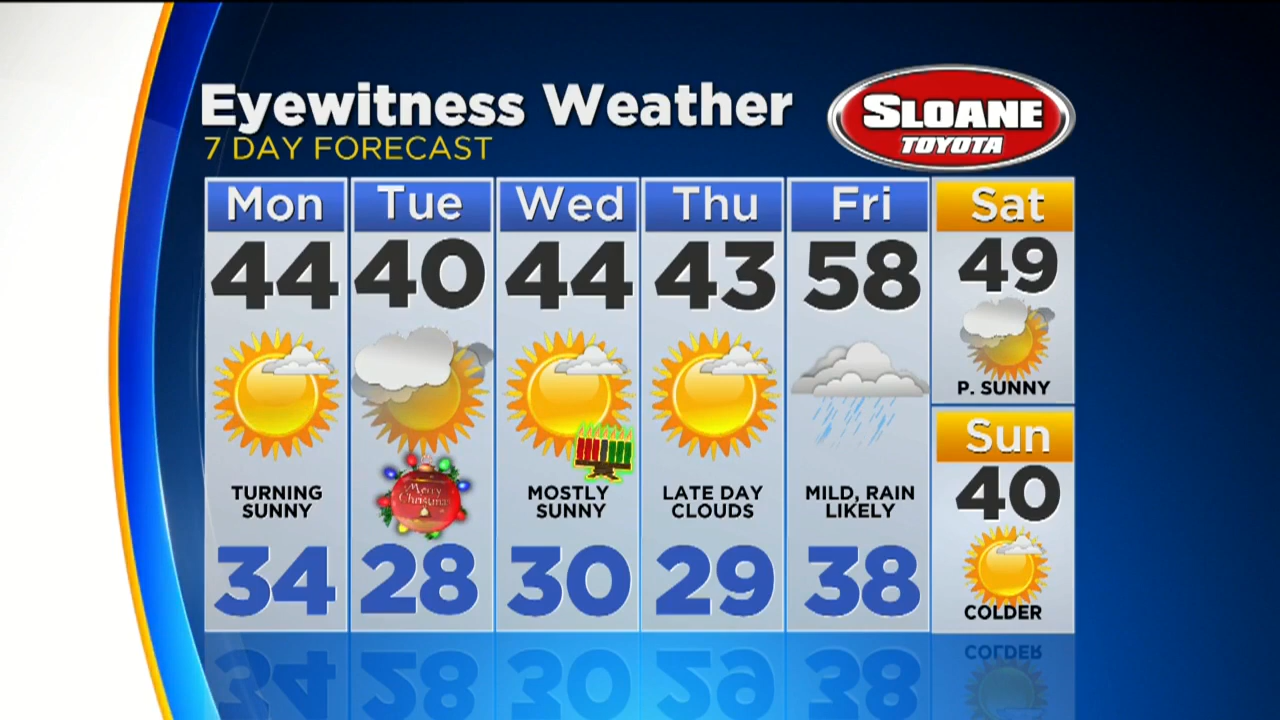 Eyewitness Weather
7 DAY FORECAST
SLOANE
TOYOTA
Mon
44
TURNING
SUNNY
34
Tue
40
Merry
Christmas
28
Wed
44
MOSTLY
SUNNY
30
Thu
43
LATE DAY
CLOUDS
29
Fri
58
MILD, RAIN
LIKELY
38
Sat
49
P. SUNNY
Sun
40
COLDER